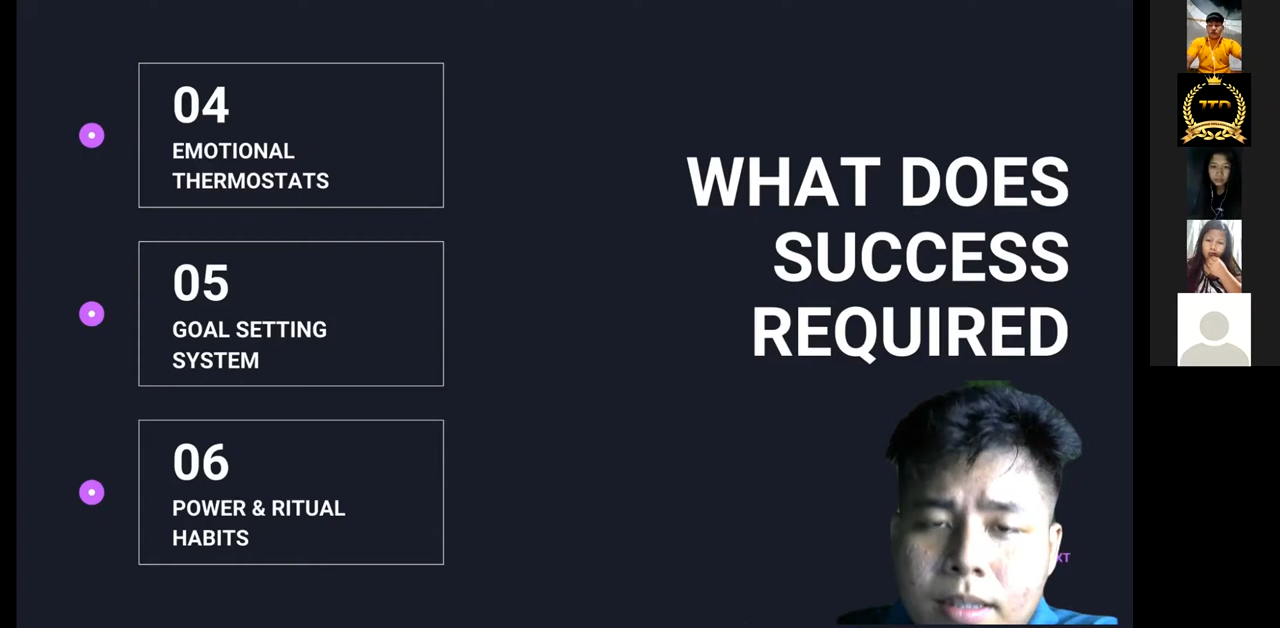 04
EMOTIONAL
THERMOSTATS
05
GOAL SETTING
SYSTEM
06
POWER & RITUAL
HABITS
WHAT DOES
SUCCESS
REQUIRED